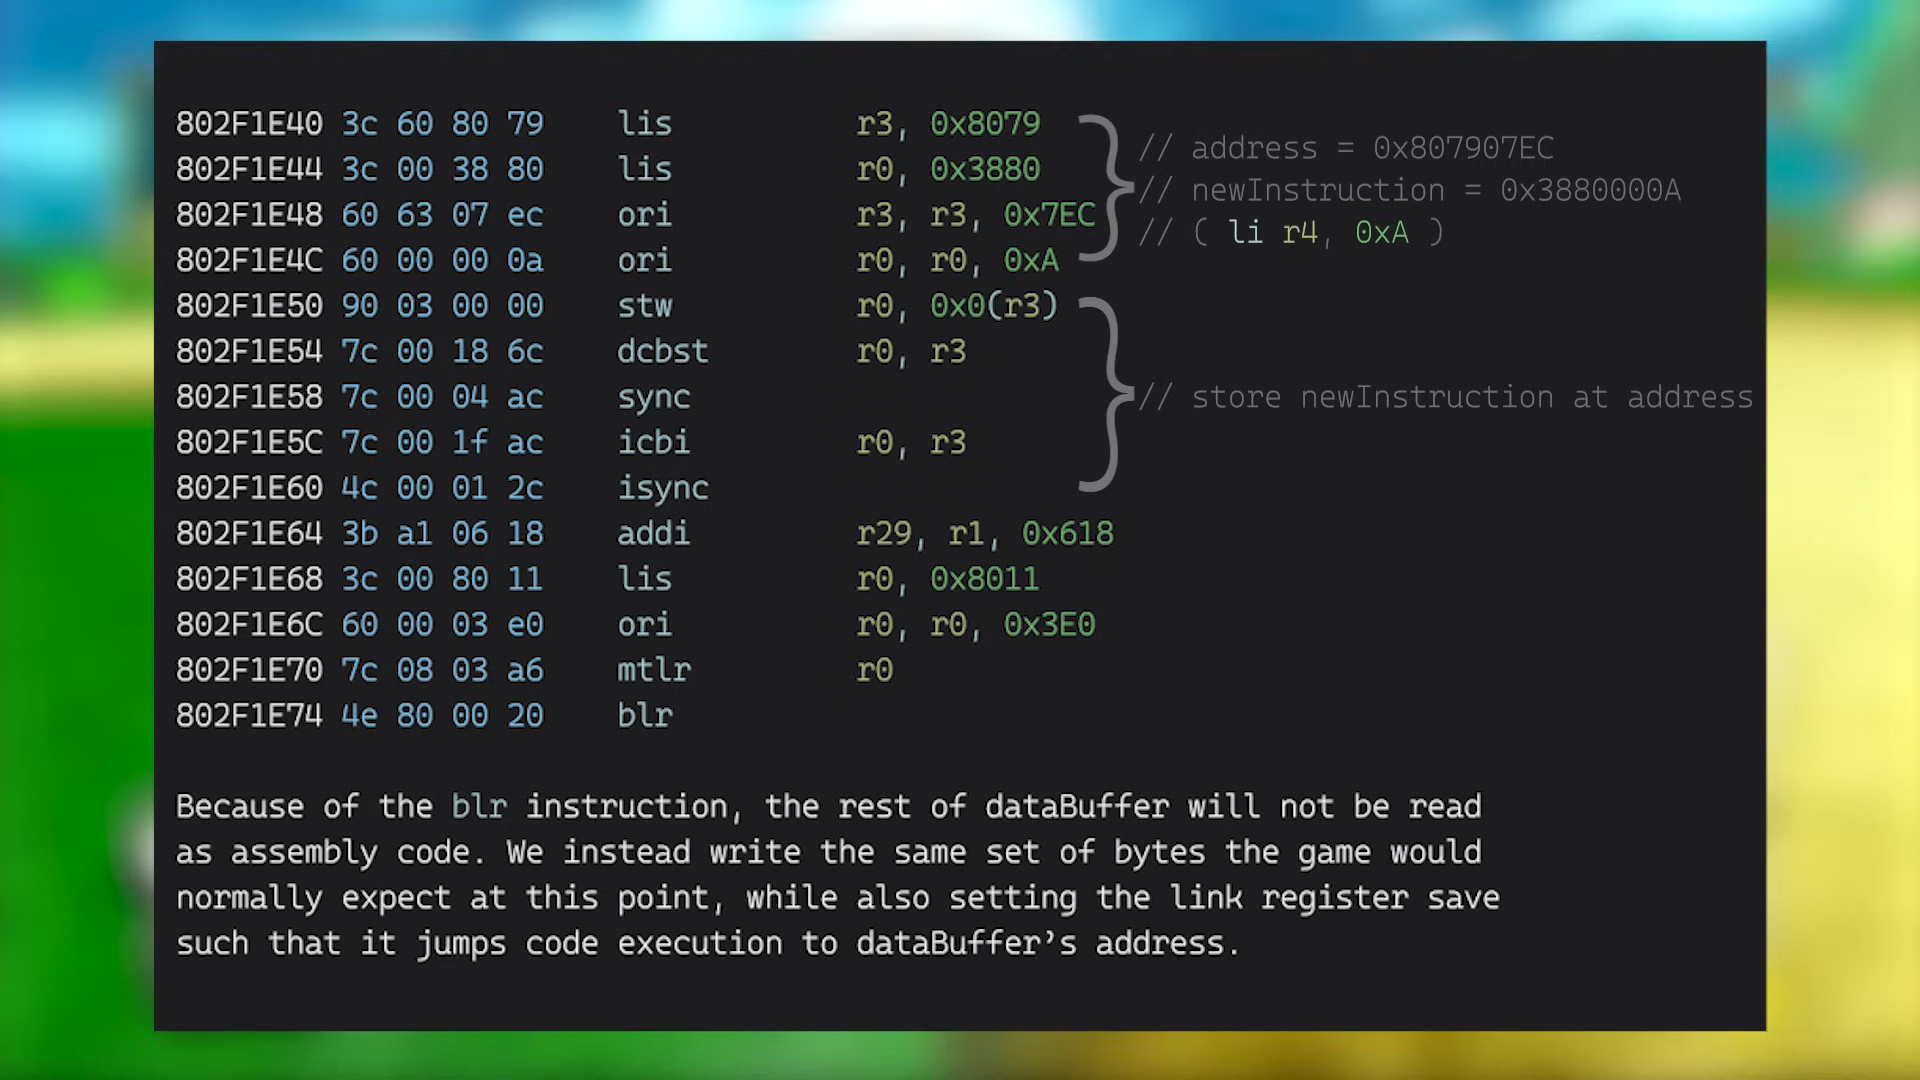 802F1E40 3c 60 80 79 lis r3, 0x8079
// address = 0x807907EC
802F1E44 3c 00 38 80 lis r0, 0x3880
// newInstruction = 0x3880000A
802F1E48 60 63 07 ec ori r3, r3, 0x7EC
// ( li r4, 0xA )
802F1E4C 60 00 00 0a ori r0, r0, 0xA
802F1E50 90 03 00 00 stw r0, 0x0(r3)
802F1E54 7c 00 18 6c dcbst r0, r3
802F1E58 7c 00 04 ac sync // store newInstruction at address
802F1E5C 7c 00 1f ac icbi r0, r3
802F1E60 4c 00 01 2c isync
802F1E64 3b a1 06 18 addi r29, r1, 0x618
802F1E68 3c 00 80 11 lis r0, 0x8011
802F1E6C 60 00 03 e0 ori r0, r0, 0x3E0
802F1E70 7c 08 03 a6 mtlr r0
802F1E74 4e 80 00 20 blr
Because of the blr instruction, the rest of dataBuffer will not be read
as assembly code. We instead write the same set of bytes the game would
normally expect at this point, while also setting the link register save
such that it jumps code execution to dataBuffer’s address.